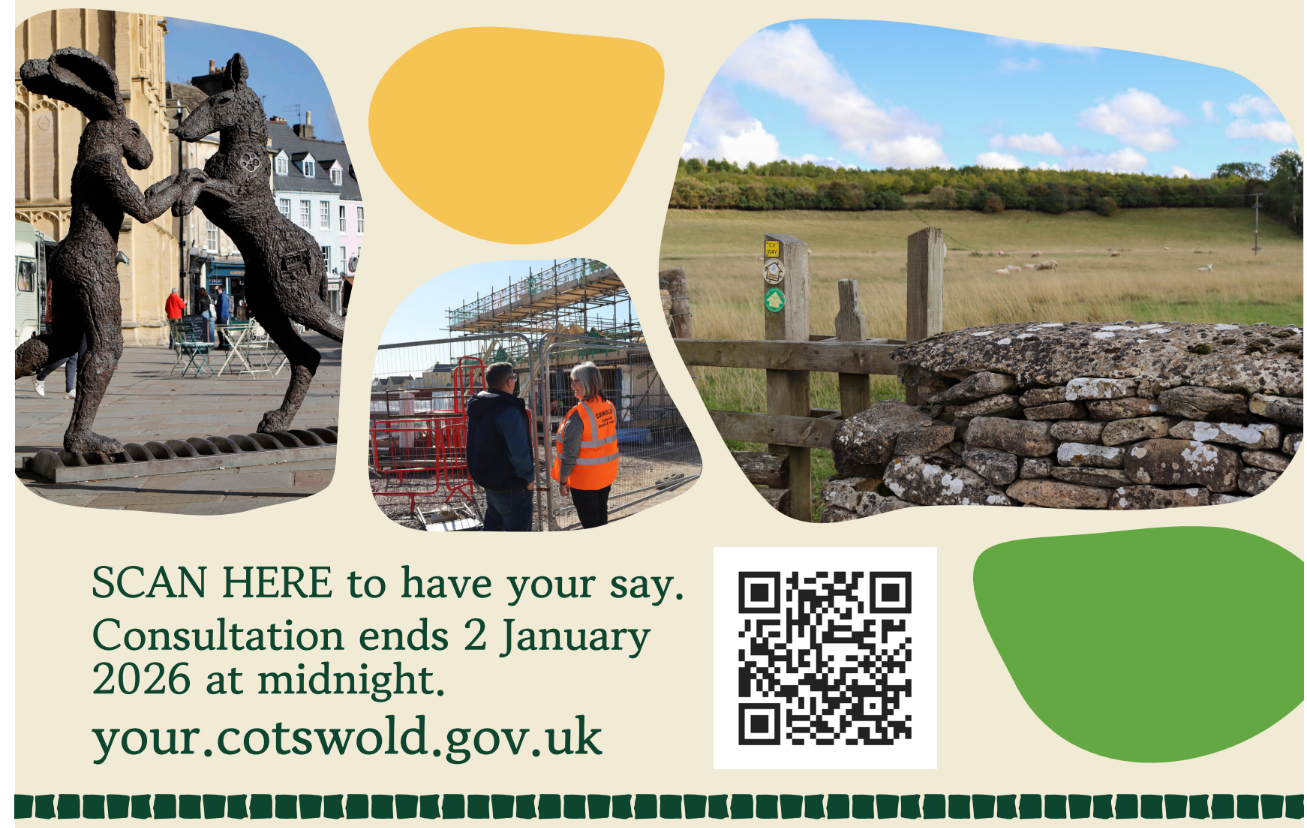 SCAN HERE to have your say.
Consultation ends 2 January
2026 at midnight.
your.cotswold.gov.uk